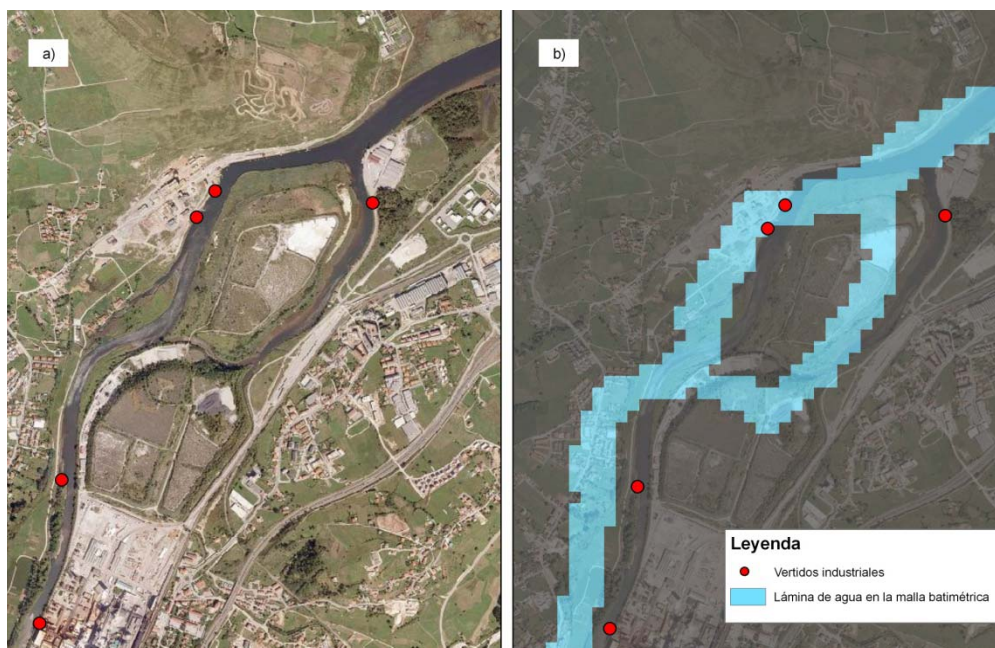 a)
b)
Leyenda
Vertidos industriales
Lámina de agua en la malla batimétrica